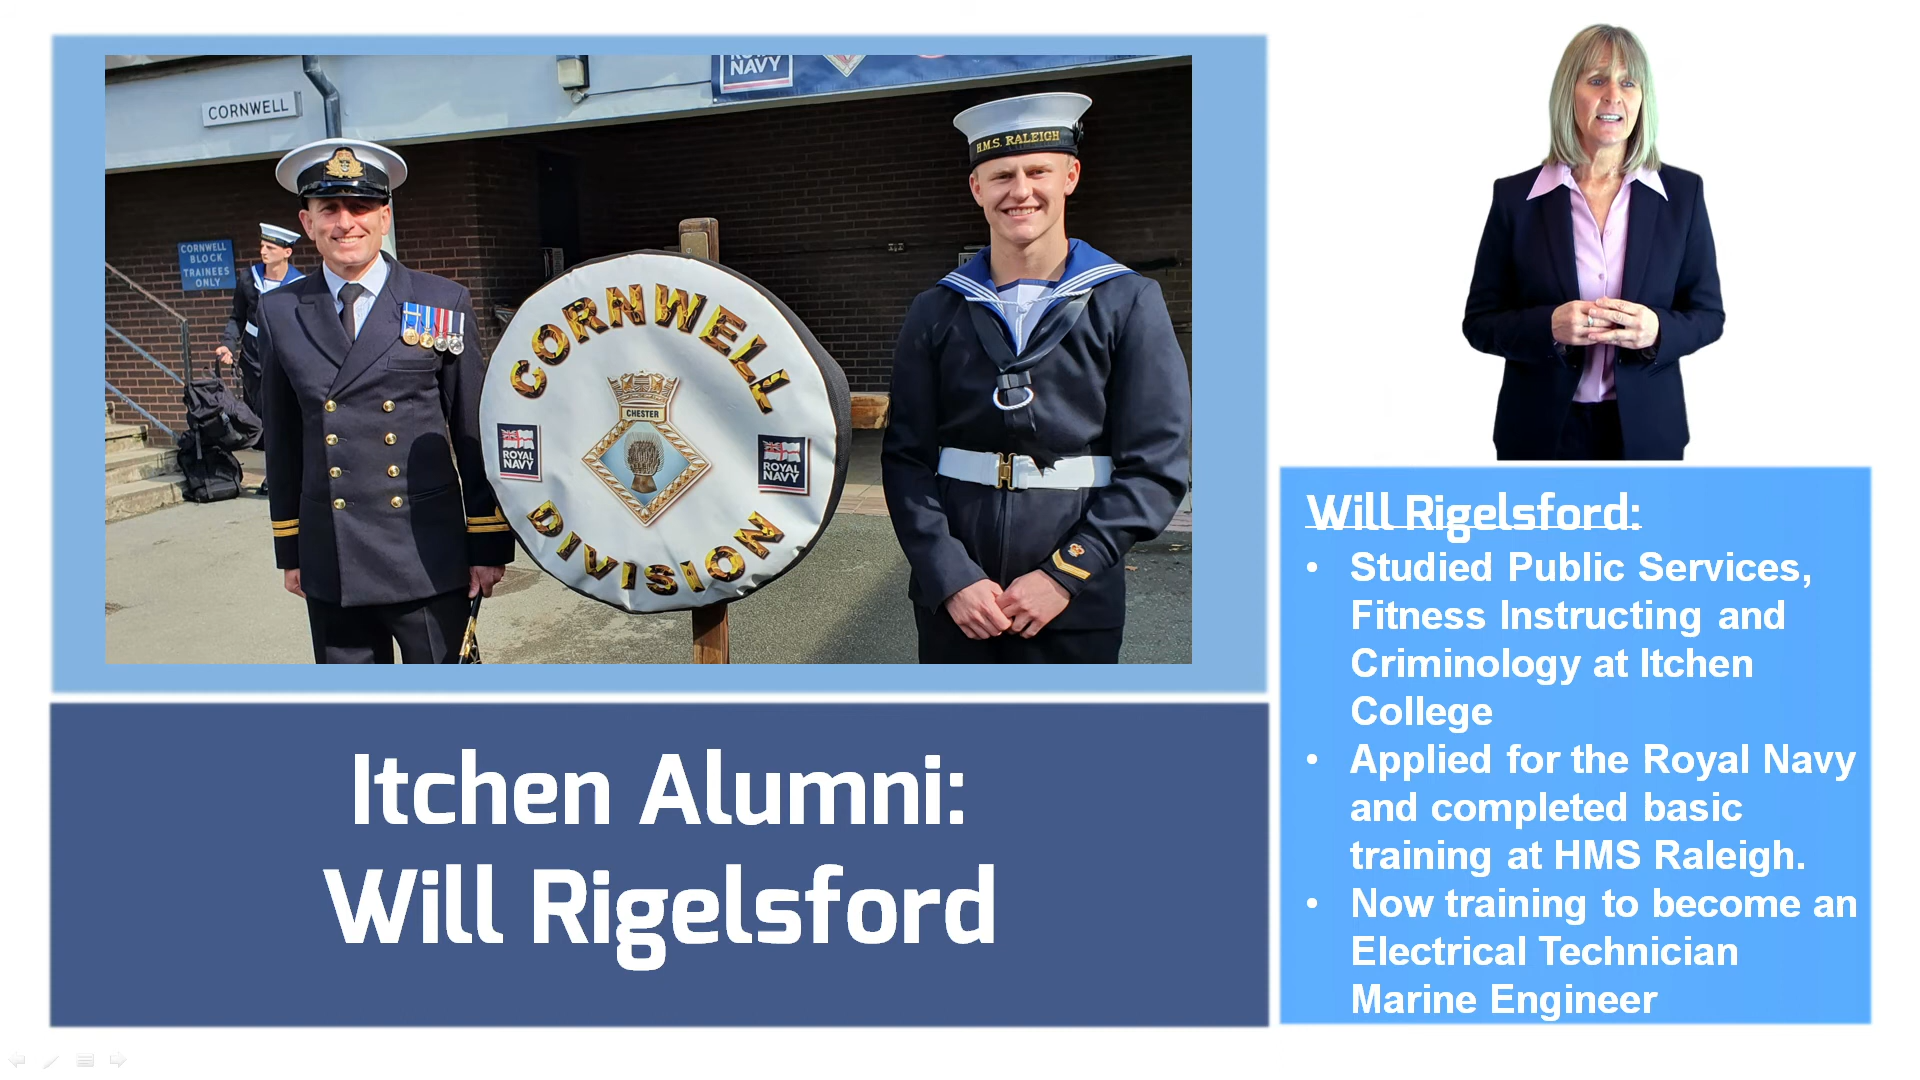 ROYAL
NAVY
CORNWELL
H.M.S. RALEIGH
CORNWELL
BLOCK
TRAINEES
ONLY
CORNWELL
CHESTER
ROYAL
NAVY
ROYAL
NAVY
DIVISION
Itchen Alumni:
Will Rigelsford
Will Rigelsford:
• Studied Public Services,
Fitness Instructing and
Criminology at Itchen
College
• Applied for the Royal Navy
and completed basic
training at HMS Raleigh.
• Now training to become an
Electrical Technician
Marine Engineer